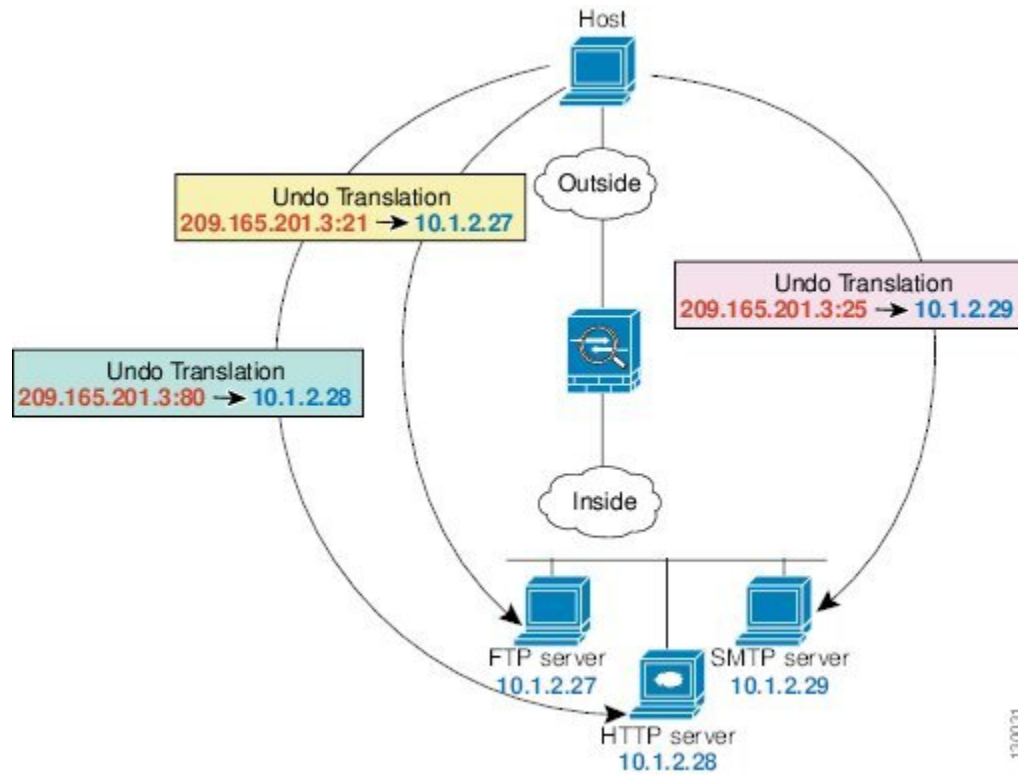 Host
Outside
Undo Translation
209.165.201.3:21 → 10.1.2.27
Undo Translation
209.165.201.3:25 → 10.1.2.29
Undo Translation
209.165.201.3:80 → 10.1.2.28
Inside
FTP server
10.1.2.27
SMTP server
10.1.2.29
HTTP server
10.1.2.28
130031